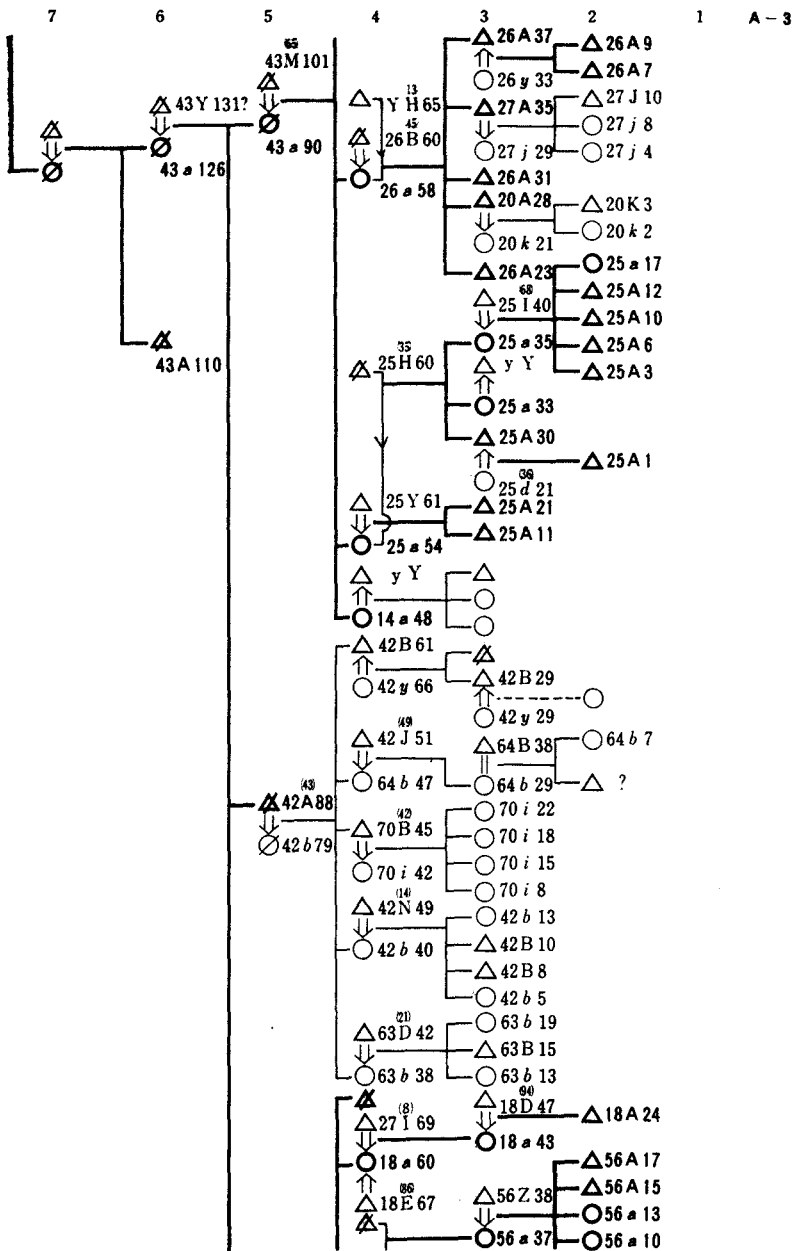 7 6 5 4 3 2 1 A-3
26A37
26A9
26y33
26A7
(65)
43M101
43Y131?
13
YH65
27A35
27J10
45
26B60
27j8
43a90
27j29
27j4
43a126
26a58
26A31
20A28
20K3
20k21
20k2
26A23
25a17
(68)
25I40
25A12
25A10
(35)
25H60
25a35
25A6
43A110
yY
25A3
25a33
25A30
25A1
(36)
25d21
25Y61
25A21
25a54
25A11
yY
14a48
42B61
42B29
42y66
42y29
(49)
42J51
64B38
64b7
64b47
64b29
?
(43)
42A88
70i22
(42)
70B45
70i18
42b79
70i15
70i42
70i8
(14)
42N49
42b13
42B10
42b40
42B8
42b5
(21)
63D42
63b19
63B15
63b38
63b13
(94)
18D47
18A24
(8)
27I69
18a43
18a60
56A17
(86)
18E67
56Z38
56A15
56a13
56a37
56a10